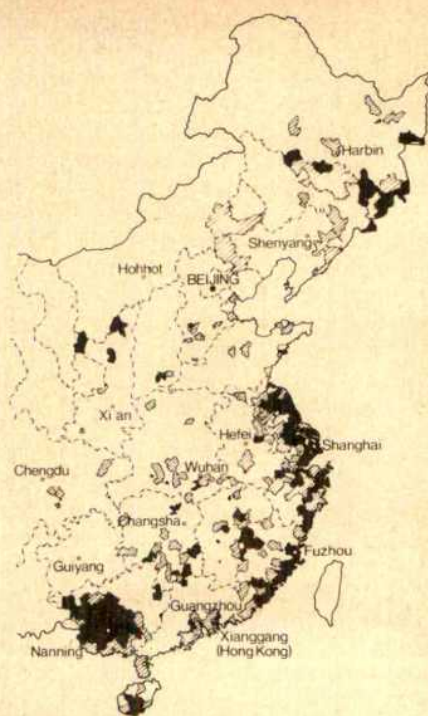 Harbin
Shenyang
Hohhot
BEIJING
Xi an
Hefei
Shanghai
Chengdu
Wuhan
Changsha
Fuzhou
Guiyang
Guangzhou
Xianggang
(Hong Kong)
Nanning